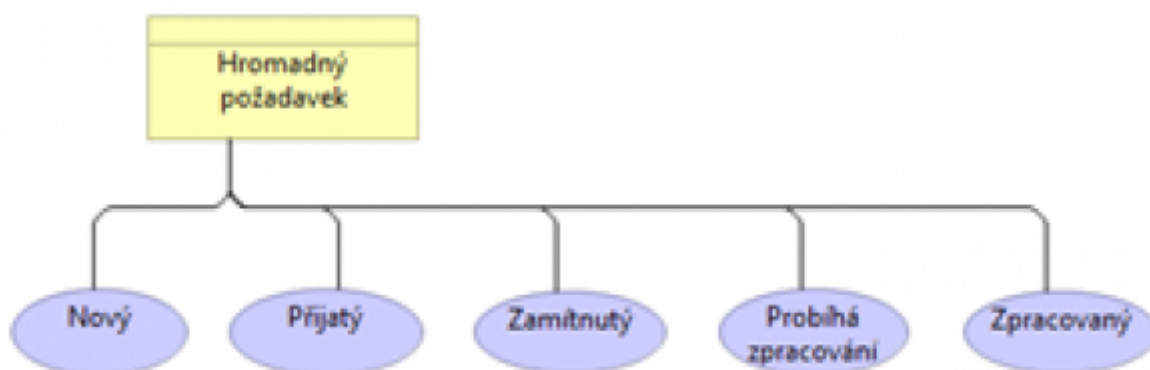 Hromadný
požadavek
Nový
Přijatý
Zamítnutý
Probíhá
zpracování
Zpracovaný